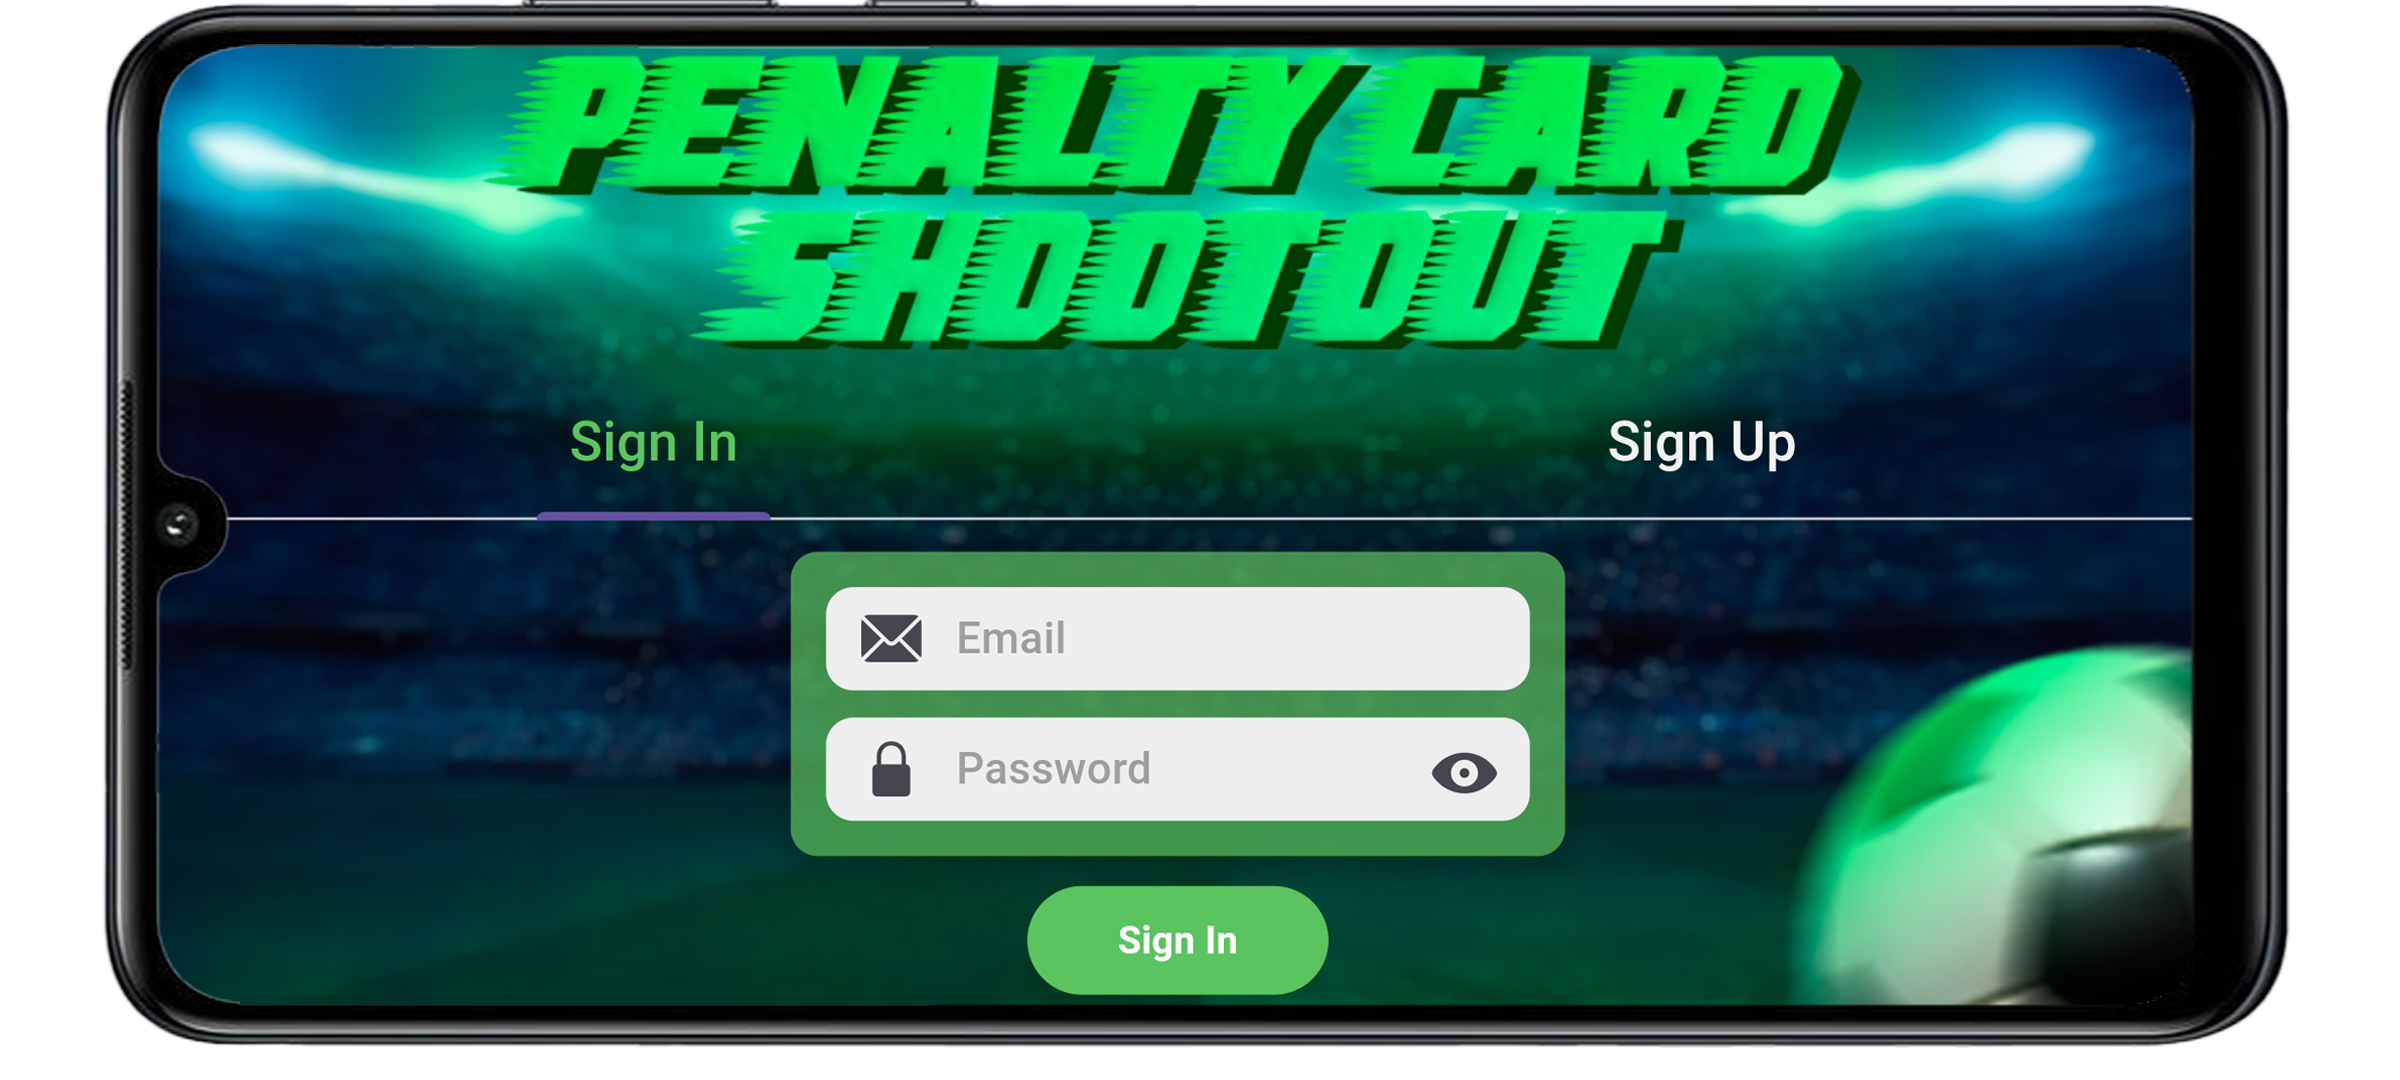 PENALTY CARD
SHOOTOUT
Sign In
Sign Up
Email
Password
Sign In